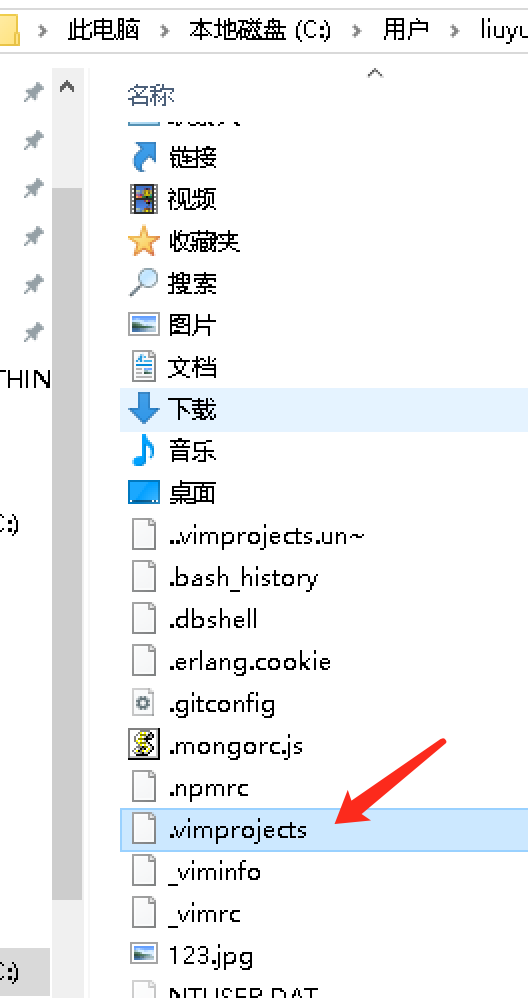 此电脑 本地磁盘 (C:) 用户 liuyu
名称
链接
视频
收藏夹
搜索
图片
文档
下载
音乐
桌面
..vimprojects.un~
.bash_history
.dbshell
.erlang.cookie
.gitconfig
.mongorc.js
.npmrc
.vimprojects
_viminfo
_vimrc
123.jpg
NTUSER.DAT
THIN
C:)
C:)